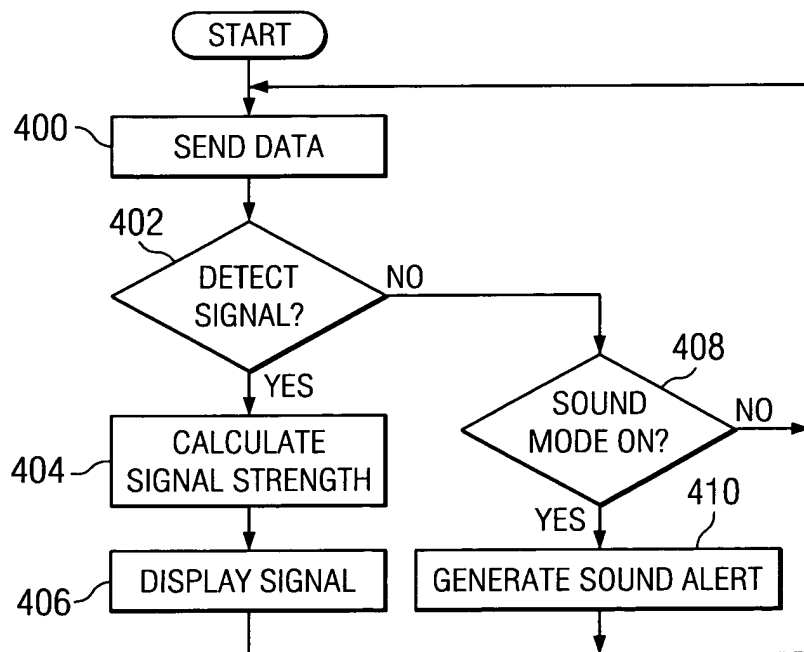 START
400
SEND DATA
402
DETECT
SIGNAL?
NO
YES
408
SOUND
MODE ON?
NO
YES
404
CALCULATE
SIGNAL STRENGTH
410
406
DISPLAY SIGNAL
GENERATE SOUND ALERT